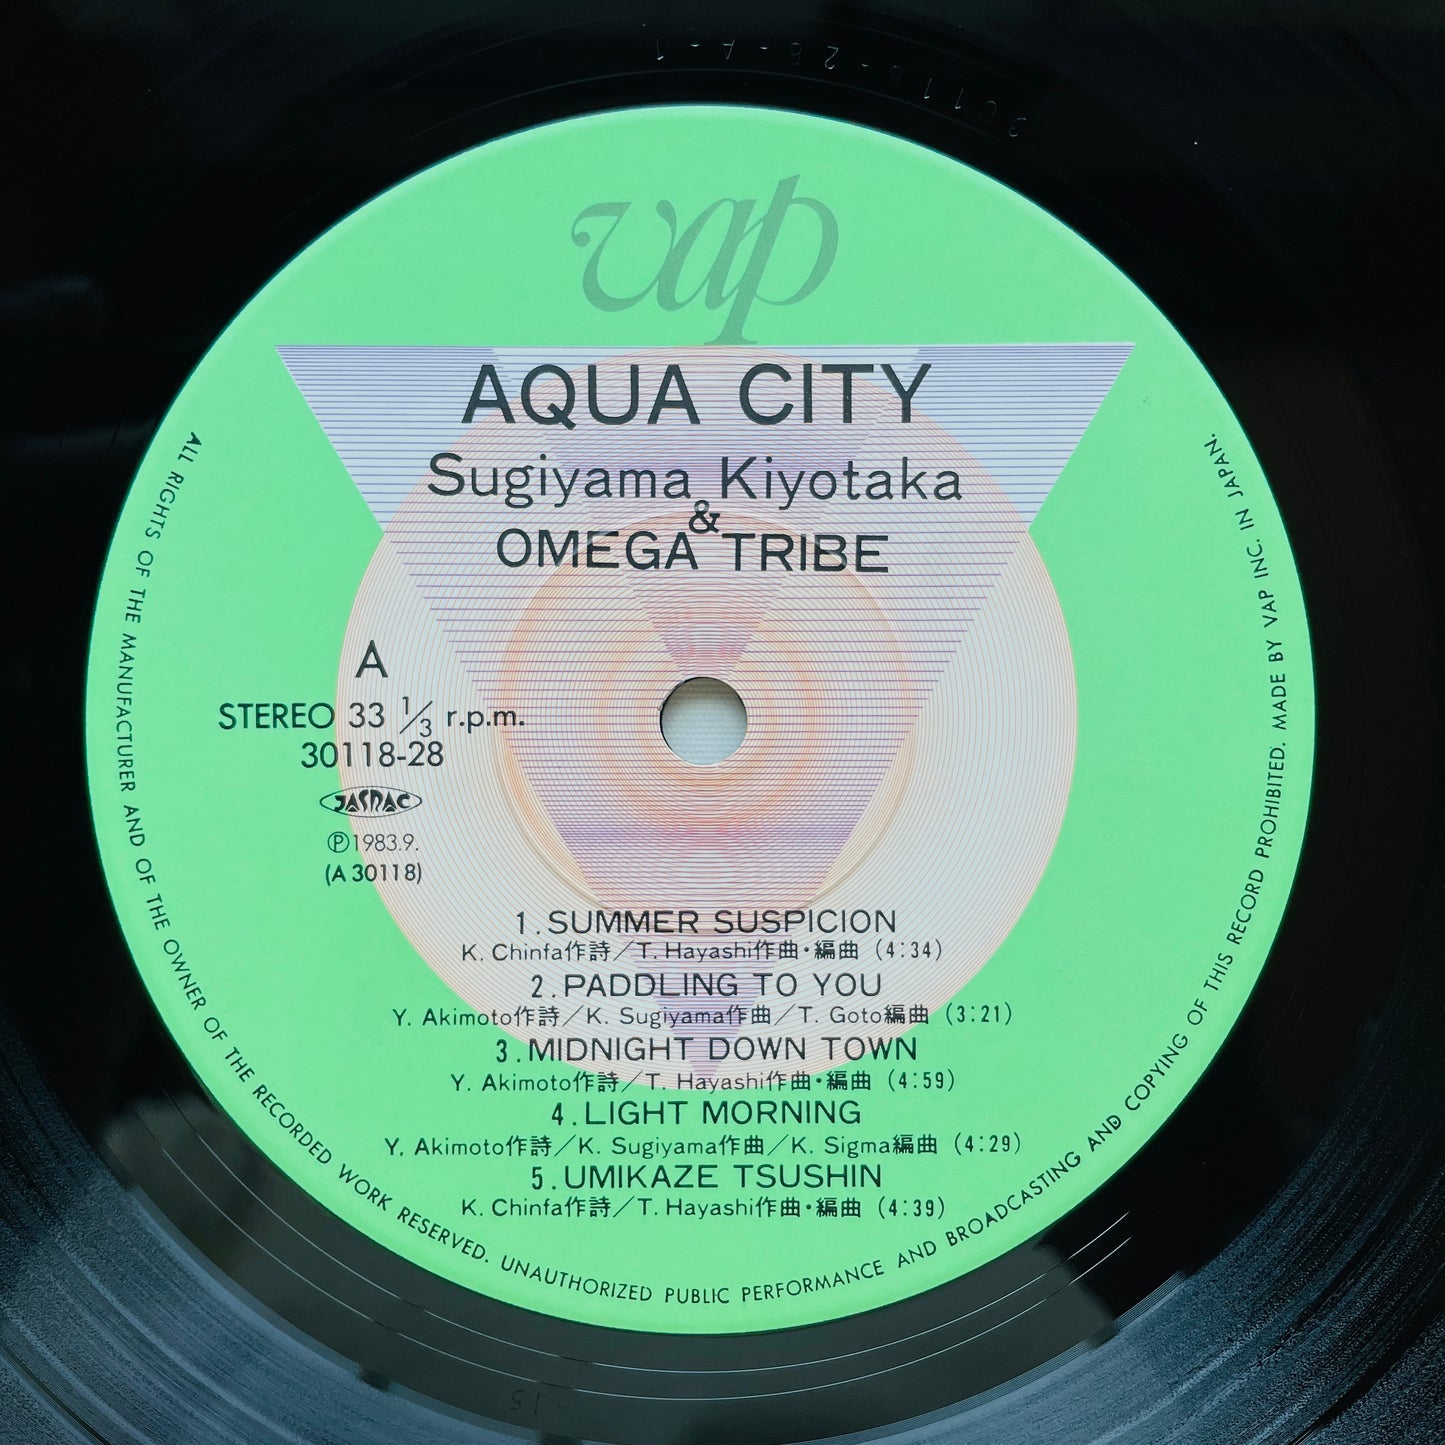 30118-28-A-1
vap
AQUA CITY
Sugiyama Kiyotaka
&
OMEGA TRIBE
A
STEREO 33 1/3 r.p.m.
30118-28
JASRAC
Ⓟ1983.9.
(A 30118)
1.SUMMER SUSPICION
K. Chinfa作詩／T. Hayashi作曲・編曲 (4:34)
2.PADDLING TO YOU
Y. Akimoto作詩／K. Sugiyama作曲／T. Goto編曲 (3:21)
3.MIDNIGHT DOWN TOWN
Y. Akimoto作詩／T. Hayashi作曲・編曲 (4:59)
4.LIGHT MORNING
Y. Akimoto作詩／K. Sugiyama作曲／K. Sigma編曲 (4:29)
5.UMIKAZE TSUSHIN
K. Chinfa作詩／T. Hayashi作曲・編曲 (4:39)
ALL RIGHTS OF THE MANUFACTURER AND OF THE OWNER OF THE RECORDED WORK RESERVED. UNAUTHORIZED PUBLIC PERFORMANCE AND BROADCASTING AND COPYING OF THIS RECORD PROHIBITED. MADE BY VAP INC. IN JAPAN.